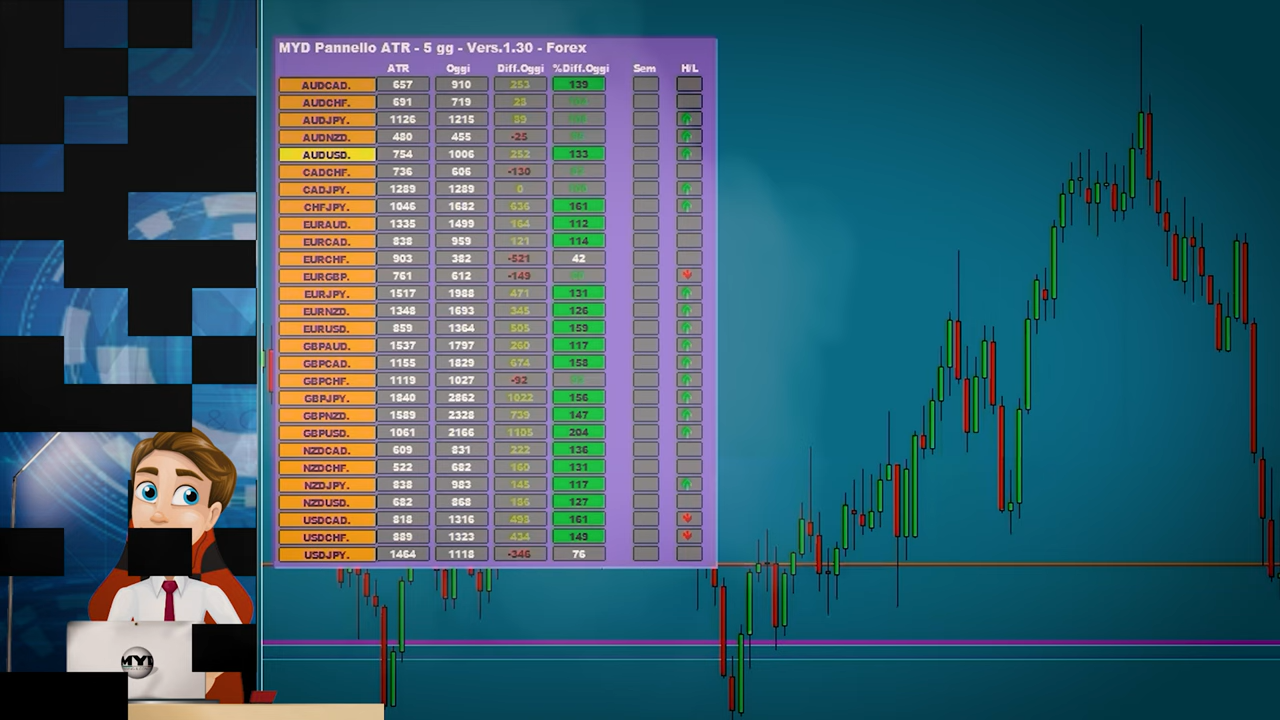 MYD Pannello ATR - 5 gg - Vers.1.30 - Forex
ATR Oggi Diff.Oggi %Diff.Oggi Sem H/L
AUDCAD. 657 910 253 139
AUDCHF. 691 719 28
AUDJPY. 1126 1215 89
AUDNZD. 480 455 -25
AUDUSD. 754 1006 252 133
CADCHF. 736 606 -130
CADJPY. 1289 1289 0
CHFJPY. 1046 1682 636 161
EURAUD. 1335 1499 164 112
EURCAD. 838 959 121 114
EURCHF. 903 382 -521 42
EURGBP. 761 612 -149
EURJPY. 1517 1988 471 131
EURNZD. 1348 1693 345 126
EURUSD. 859 1364 505 159
GBPAUD. 1537 1797 260 117
GBPCAD. 1155 1829 674 158
GBPCHF. 1119 1027 -92
GBPJPY. 1840 2862 1022 156
GBPNZD. 1589 2328 739 147
GBPUSD. 1061 2166 1105 204
NZDCAD. 609 831 222 136
NZDCHF. 522 682 160 131
NZDJPY. 838 983 145 117
NZDUSD. 682 868 186 127
USDCAD. 818 1316 498 161
USDCHF. 889 1323 434 149
USDJPY. 1464 1118 -346 76